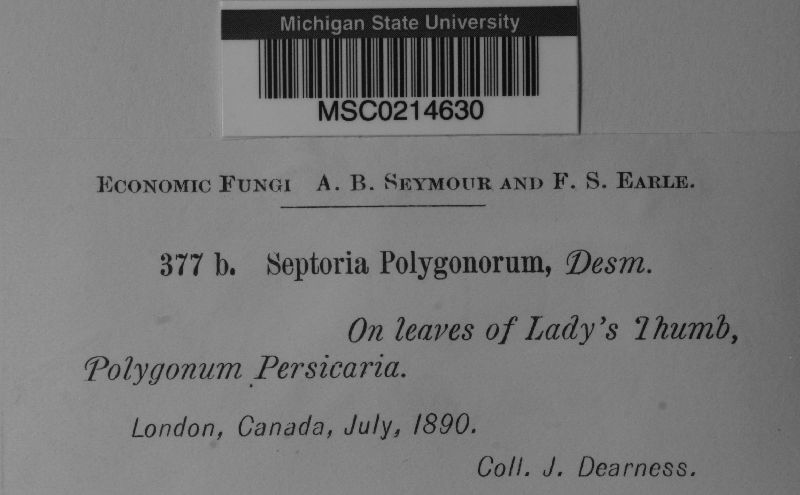 Michigan State University
MSC0214630
Economic Fungi A. B. Seymour and F. S. Earle.
377 b. Septoria Polygonorum, Desm.
On leaves of Lady's Thumb,
Polygonum Persicaria.
London, Canada, July, 1890.
Coll. J. Dearness.